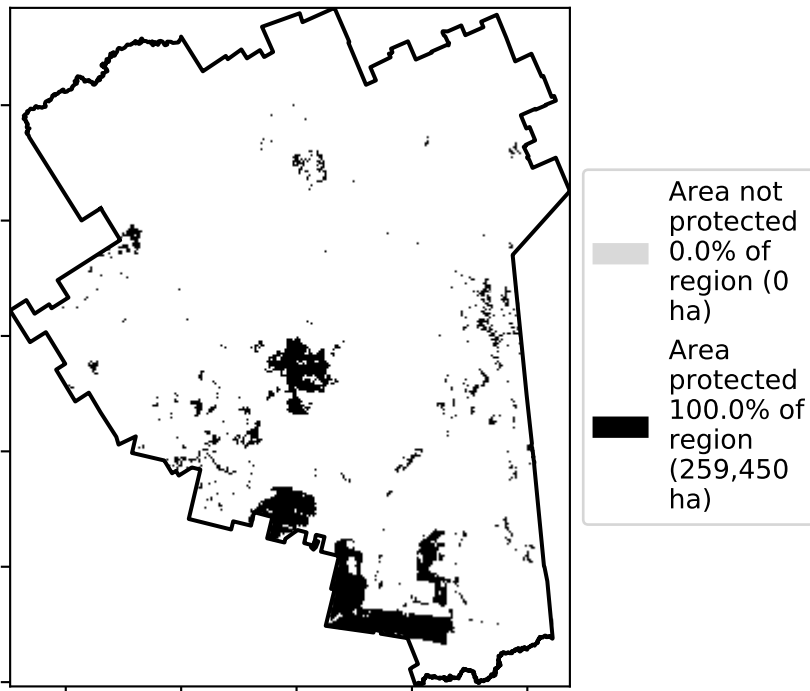 Area not
protected
0.0% of
region (0
ha)
Area
protected
100.0% of
region
(259,450
ha)